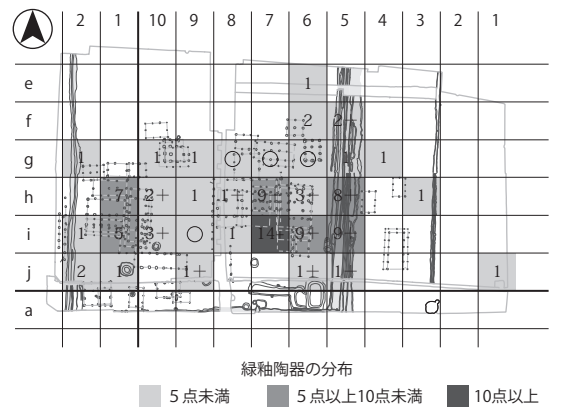 2 1 10 9 8 7 6 5 4 3 2 1
e 1
f 2 2+
g 1 1 1 ○ ○ ○ 1 1
h 7+ 2+ 1 1+ 9+ 3+ 8+ 1
i 1 5 3+ ○ 1 14+ 9+ 9+
j 2 1 1+ 1+ 1+ 1
a
緑釉陶器の分布
5点未満 5点以上10点未満 10点以上